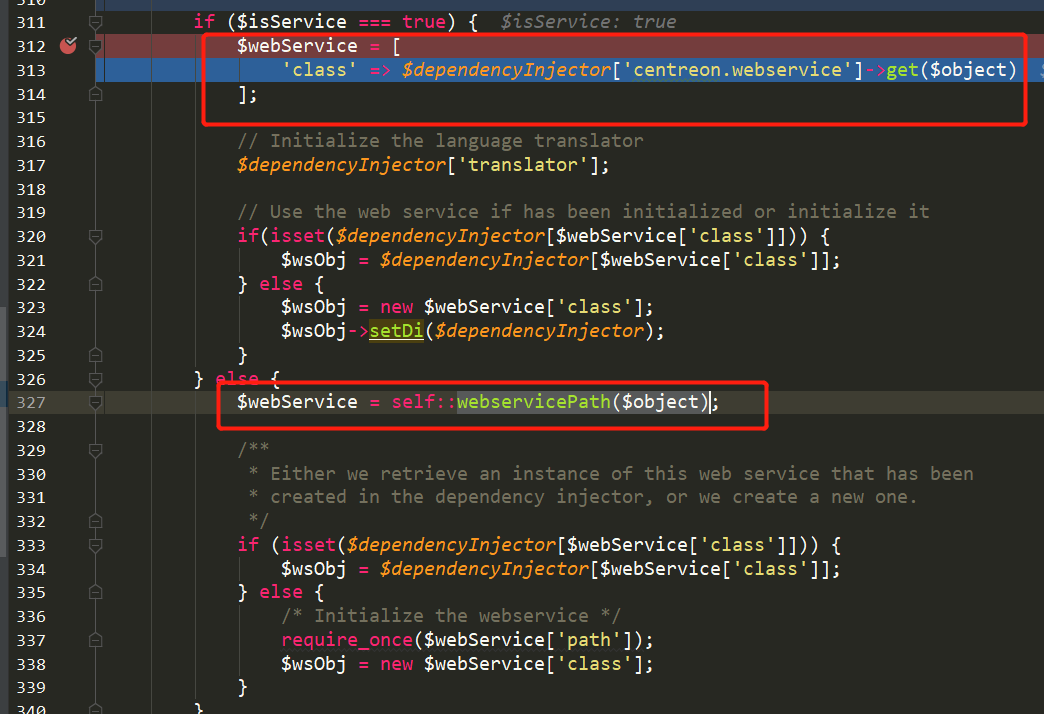 310
311 if ($isService === true) { $isService: true
312 $webService = [
313 'class' => $dependencyInjector['centreon.webservice']->get($object)
314 ];
315
316 // Initialize the language translator
317 $dependencyInjector['translator'];
318
319 // Use the web service if has been initialized or initialize it
320 if(isset($dependencyInjector[$webService['class']])) {
321 $wsObj = $dependencyInjector[$webService['class']];
322 } else {
323 $wsObj = new $webService['class'];
324 $wsObj->setDi($dependencyInjector);
325 }
326 } else {
327 $webService = self::webservicePath($object);
328
329 /**
330 * Either we retrieve an instance of this web service that has been
331 * created in the dependency injector, or we create a new one.
332 */
333 if (isset($dependencyInjector[$webService['class']])) {
334 $wsObj = $dependencyInjector[$webService['class']];
335 } else {
336 /* Initialize the webservice */
337 require_once($webService['path']);
338 $wsObj = new $webService['class'];
339 }
340 }